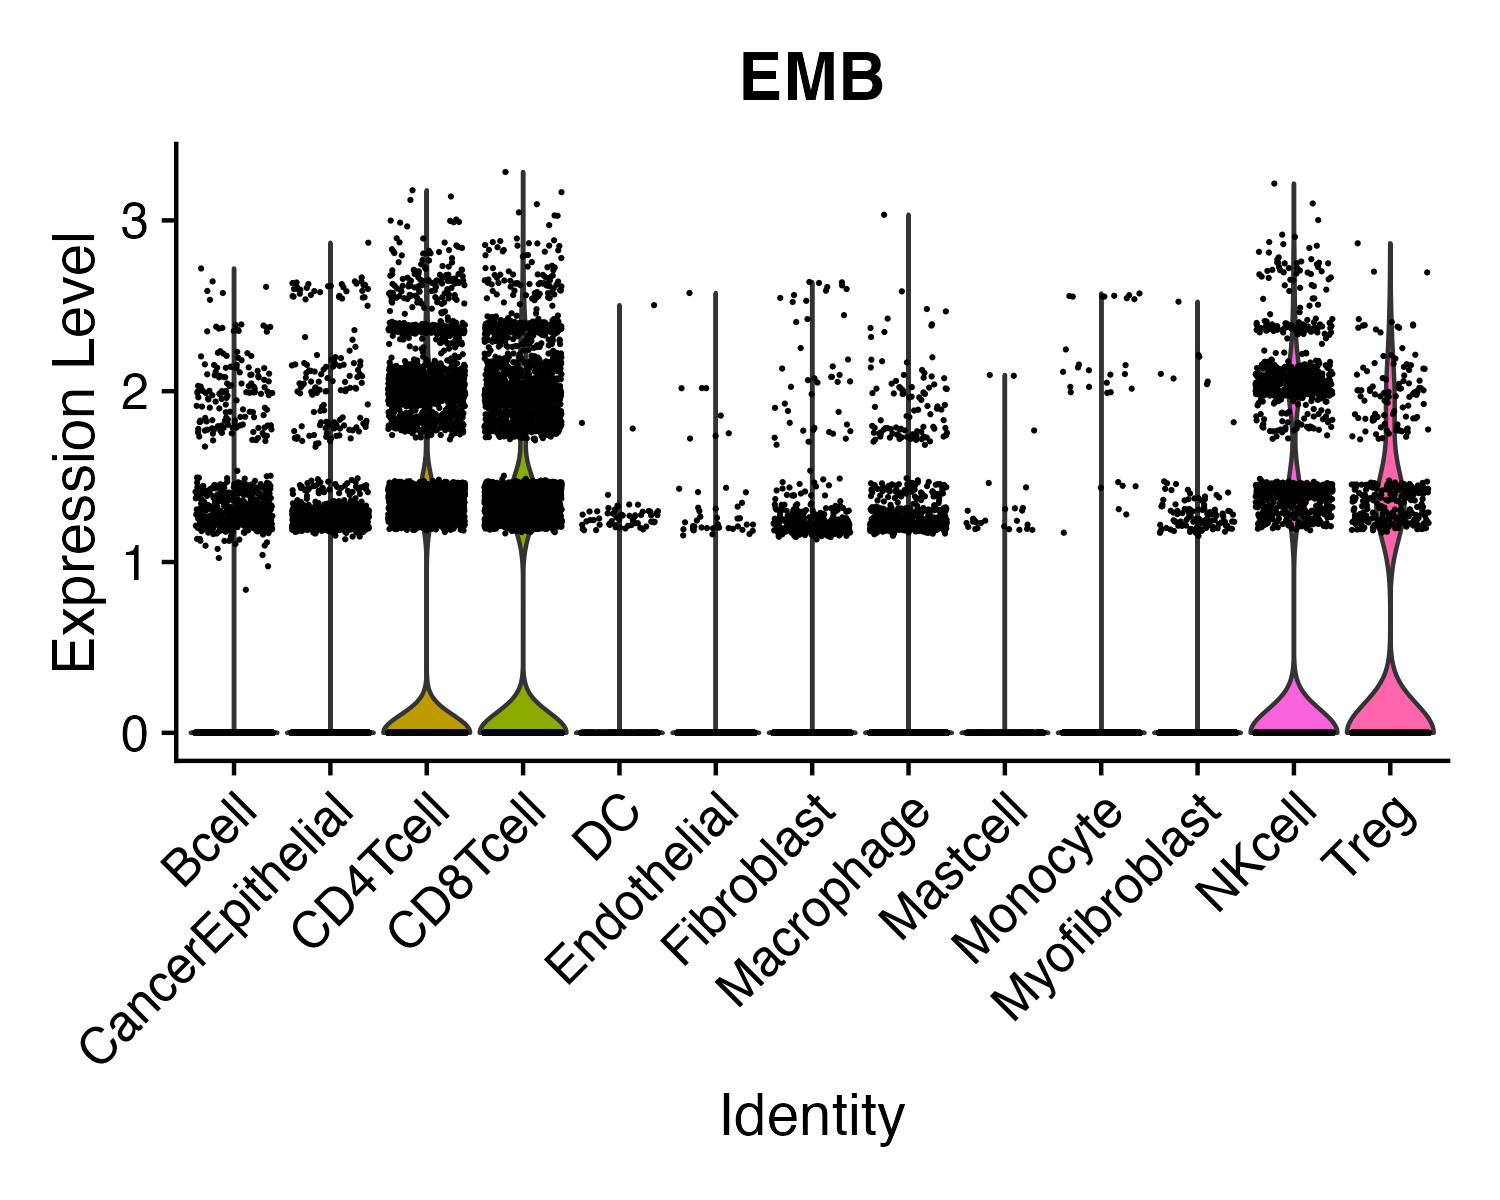 EMB
Expression Level
3
2
1
0
Bcell
CancerEpithelial
CD4Tcell
CD8Tcell
DC
Endothelial
Fibroblast
Macrophage
Mastcell
Monocyte
Myofibroblast
NKcell
Treg
Identity